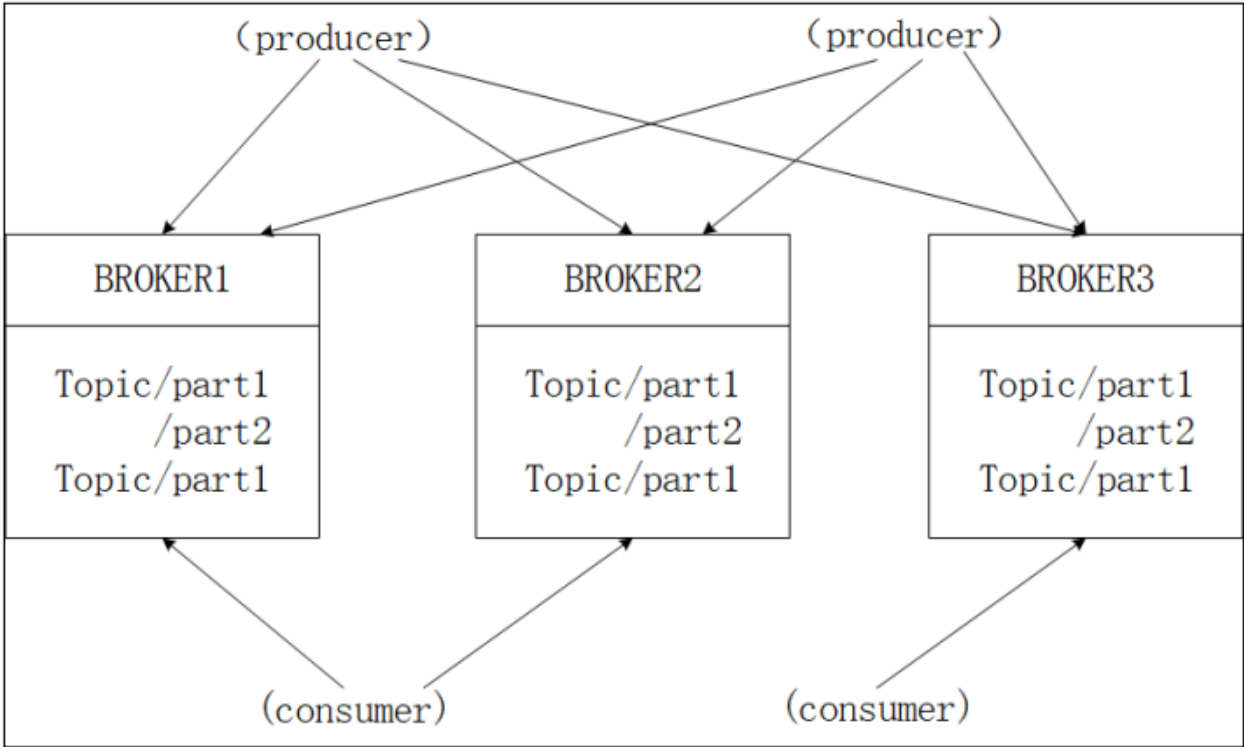 (producer)
(producer)
BROKER1
Topic/part1
/part2
Topic/part1
BROKER2
Topic/part1
/part2
Topic/part1
BROKER3
Topic/part1
/part2
Topic/part1
(consumer)
(consumer)